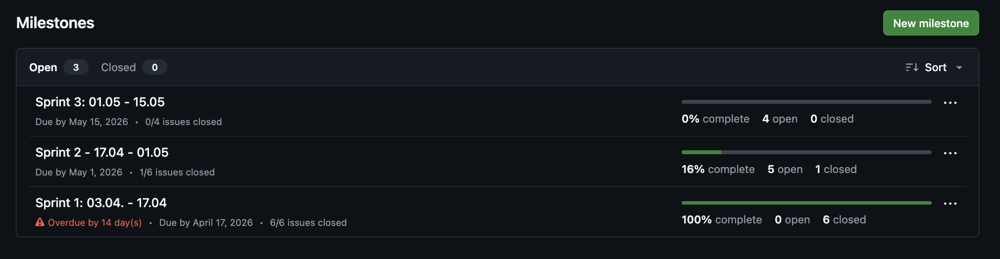 Milestones
New milestone
Open 3 Closed 0
Sort
Sprint 3: 01.05 - 15.05
Due by May 15, 2026 • 0/4 issues closed
0% complete 4 open 0 closed
Sprint 2 - 17.04 - 01.05
Due by May 1, 2026 • 1/6 issues closed
16% complete 5 open 1 closed
Sprint 1: 03.04. - 17.04
Overdue by 14 day(s) • Due by April 17, 2026 • 6/6 issues closed
100% complete 0 open 6 closed